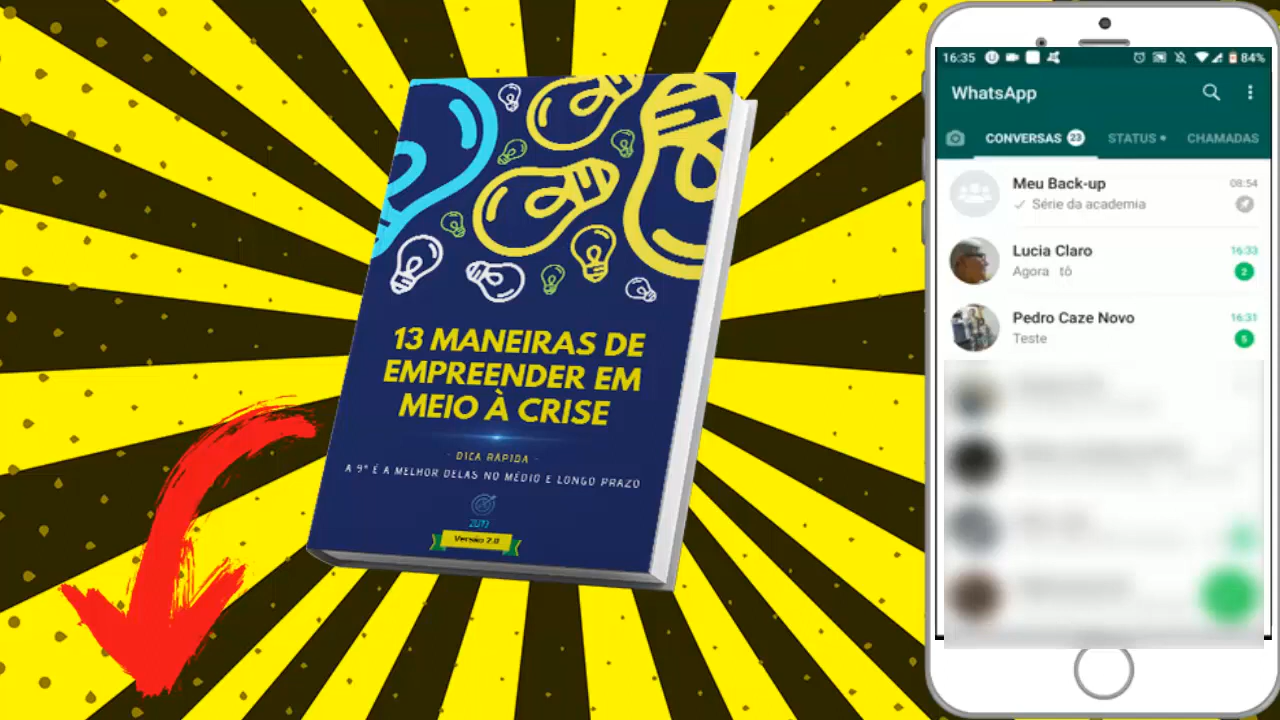 13 MANEIRAS DE
EMPREENDER EM
MEIO À CRISE
- DICA RÁPIDA -
A 9ª É A MELHOR DELAS NO MÉDIO E LONGO PRAZO
2019
Versão 2.0
16:35
84%
WhatsApp
CONVERSAS 23 STATUS CHAMADAS
Meu Back-up 08:54
Série da academia
Lucia Claro 16:33
Agora tô 2
Pedro Caze Novo 16:31
Teste 5